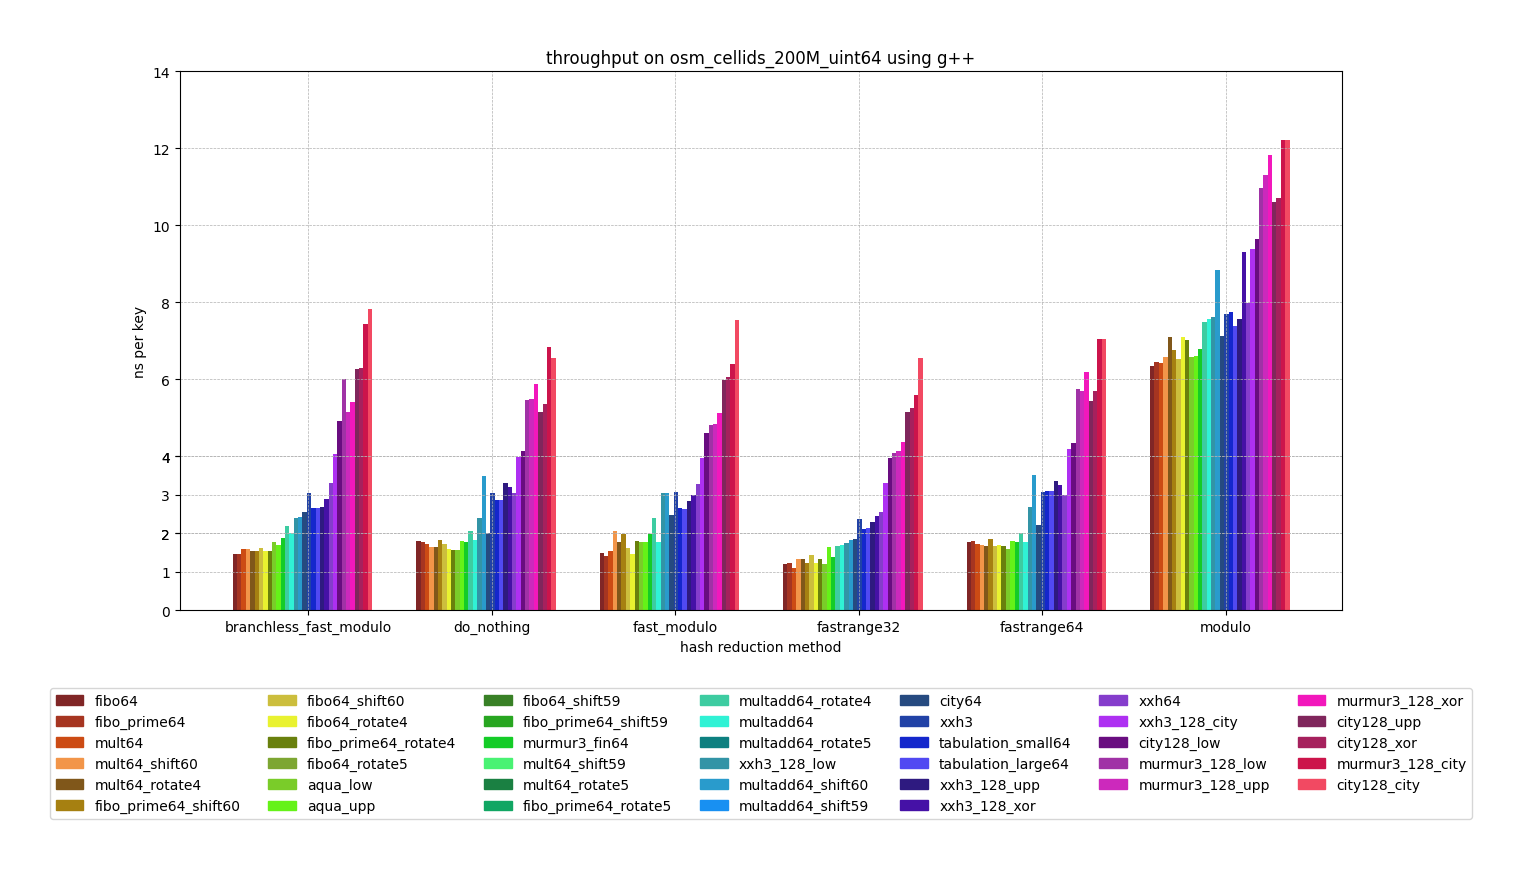 throughput on osm_cellids_200M_uint64 using g++
14
12
10
8
6
4
3
2
1
0
ns per key
branchless_fast_modulo do_nothing fast_modulo fastrange32 fastrange64 modulo
hash reduction method
fibo64 fibo64_shift60 fibo64_shift59 multadd64_rotate4 city64 xxh64 murmur3_128_xor
fibo_prime64 fibo64_rotate4 fibo_prime64_shift59 multadd64 xxh3 xxh3_128_city city128_upp
mult64 fibo_prime64_rotate4 murmur3_fin64 multadd64_rotate5 tabulation_small64 city128_low city128_xor
mult64_shift60 fibo64_rotate5 mult64_shift59 xxh3_128_low tabulation_large64 murmur3_128_low murmur3_128_city
mult64_rotate4 aqua_low mult64_rotate5 multadd64_shift60 xxh3_128_upp murmur3_128_upp city128_city
fibo_prime64_shift60 aqua_upp fibo_prime64_rotate5 multadd64_shift59 xxh3_128_xor